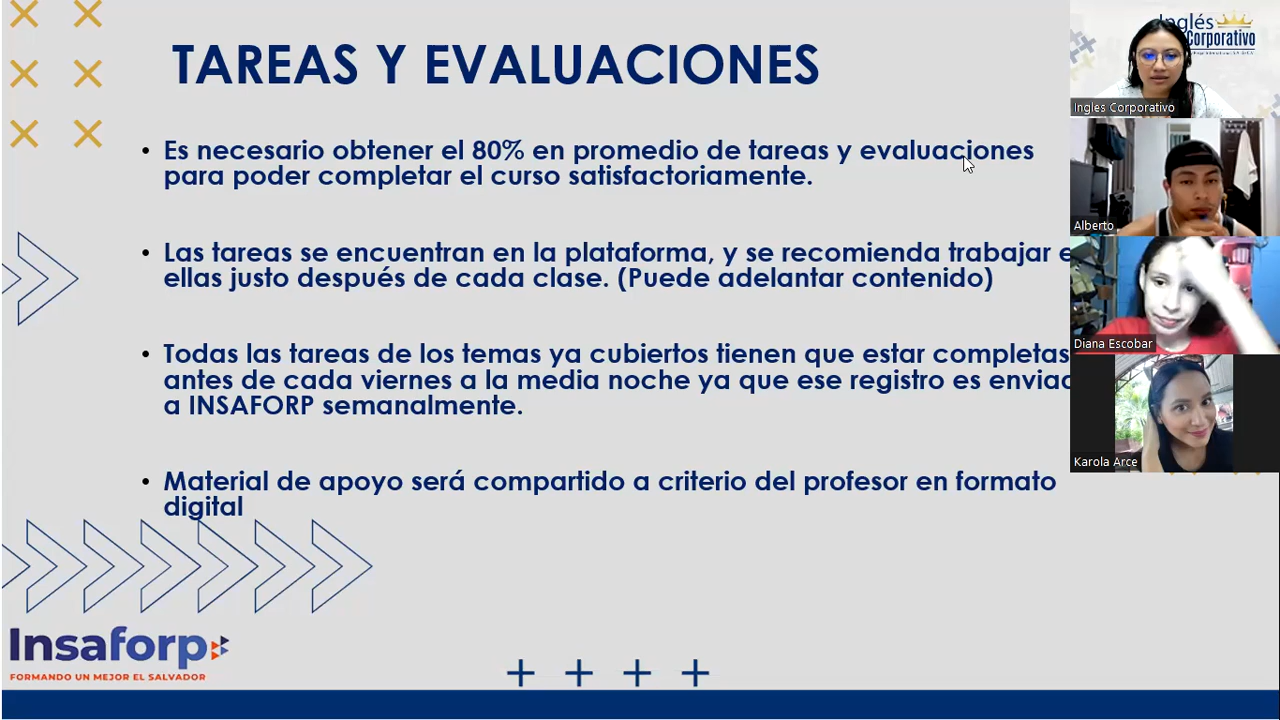 TAREAS Y EVALUACIONES
• Es necesario obtener el 80% en promedio de tareas y evaluaciones
para poder completar el curso satisfactoriamente.
• Las tareas se encuentran en la plataforma, y se recomienda trabajar
ellas justo después de cada clase. (Puede adelantar contenido)
• Todas las tareas de los temas ya cubiertos tienen que estar completas
antes de cada viernes a la media noche ya que ese registro es enviad
a INSAFORP semanalmente.
• Material de apoyo será compartido a criterio del profesor en formato
digital
Insaforp
FORMANDO UN MEJOR EL SALVADOR
Inglés
Corporativo
Ingles Corporativo
Alberto
Diana Escobar
Karola Arce